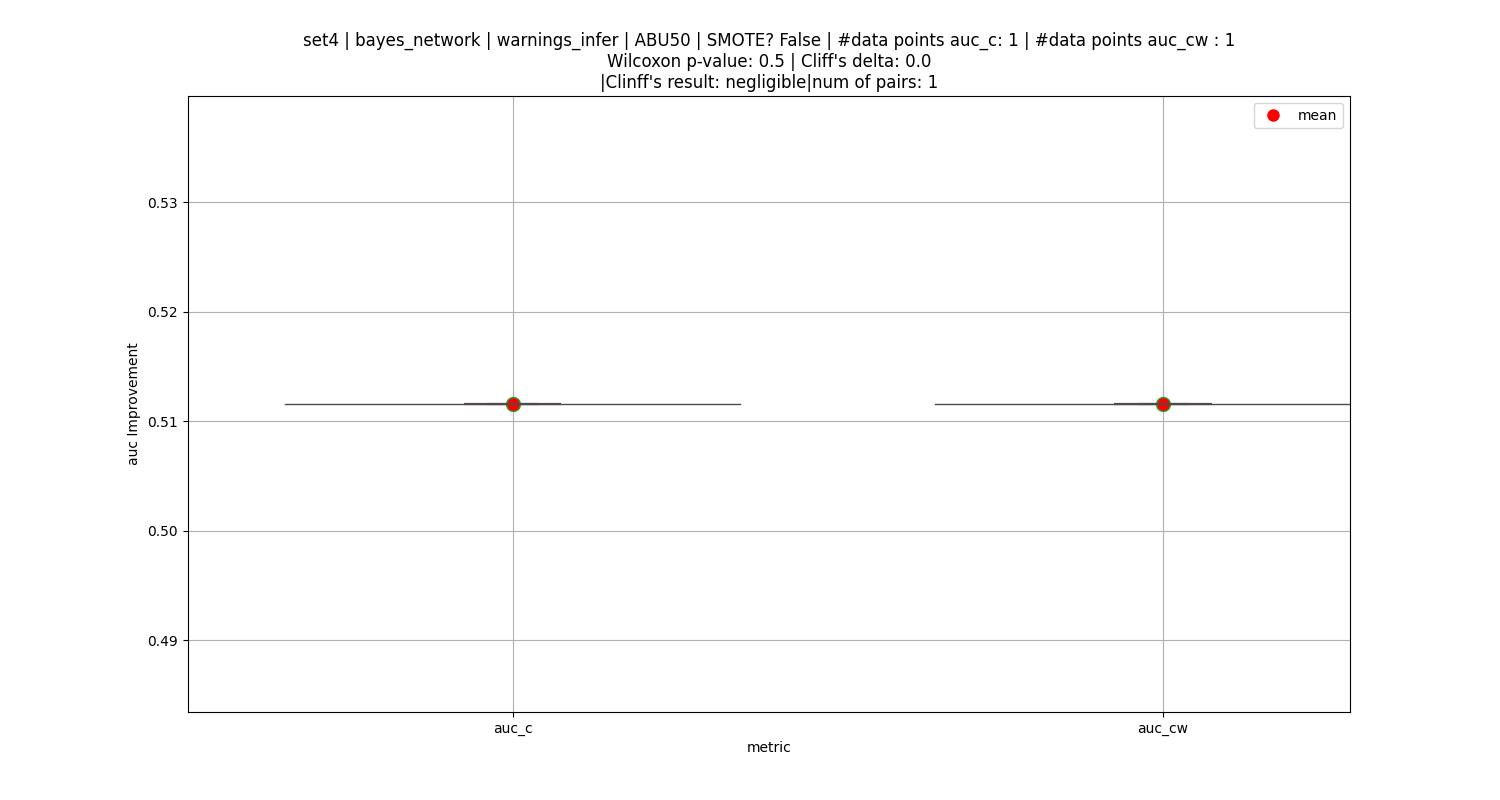 set4 | bayes_network | warnings_infer | ABU50 | SMOTE? False | #data points auc_c: 1 | #data points auc_cw : 1
Wilcoxon p-value: 0.5 | Cliff's delta: 0.0
|Clinff's result: negligible|num of pairs: 1
mean
0.53
0.52
0.51
0.50
0.49
auc Improvement
auc_c
auc_cw
metric